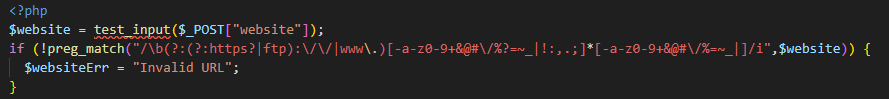 <?php
$website = test_input($_POST["website"]);
if (!preg_match("/\b(?:(?:https?|ftp):\/\/|www\.)[-a-z0-9+&@#\/%?=~_|!:,.;]*[-a-z0-9+&@#\/%=~_|]/i",$website)) {
  $websiteErr = "Invalid URL";
}